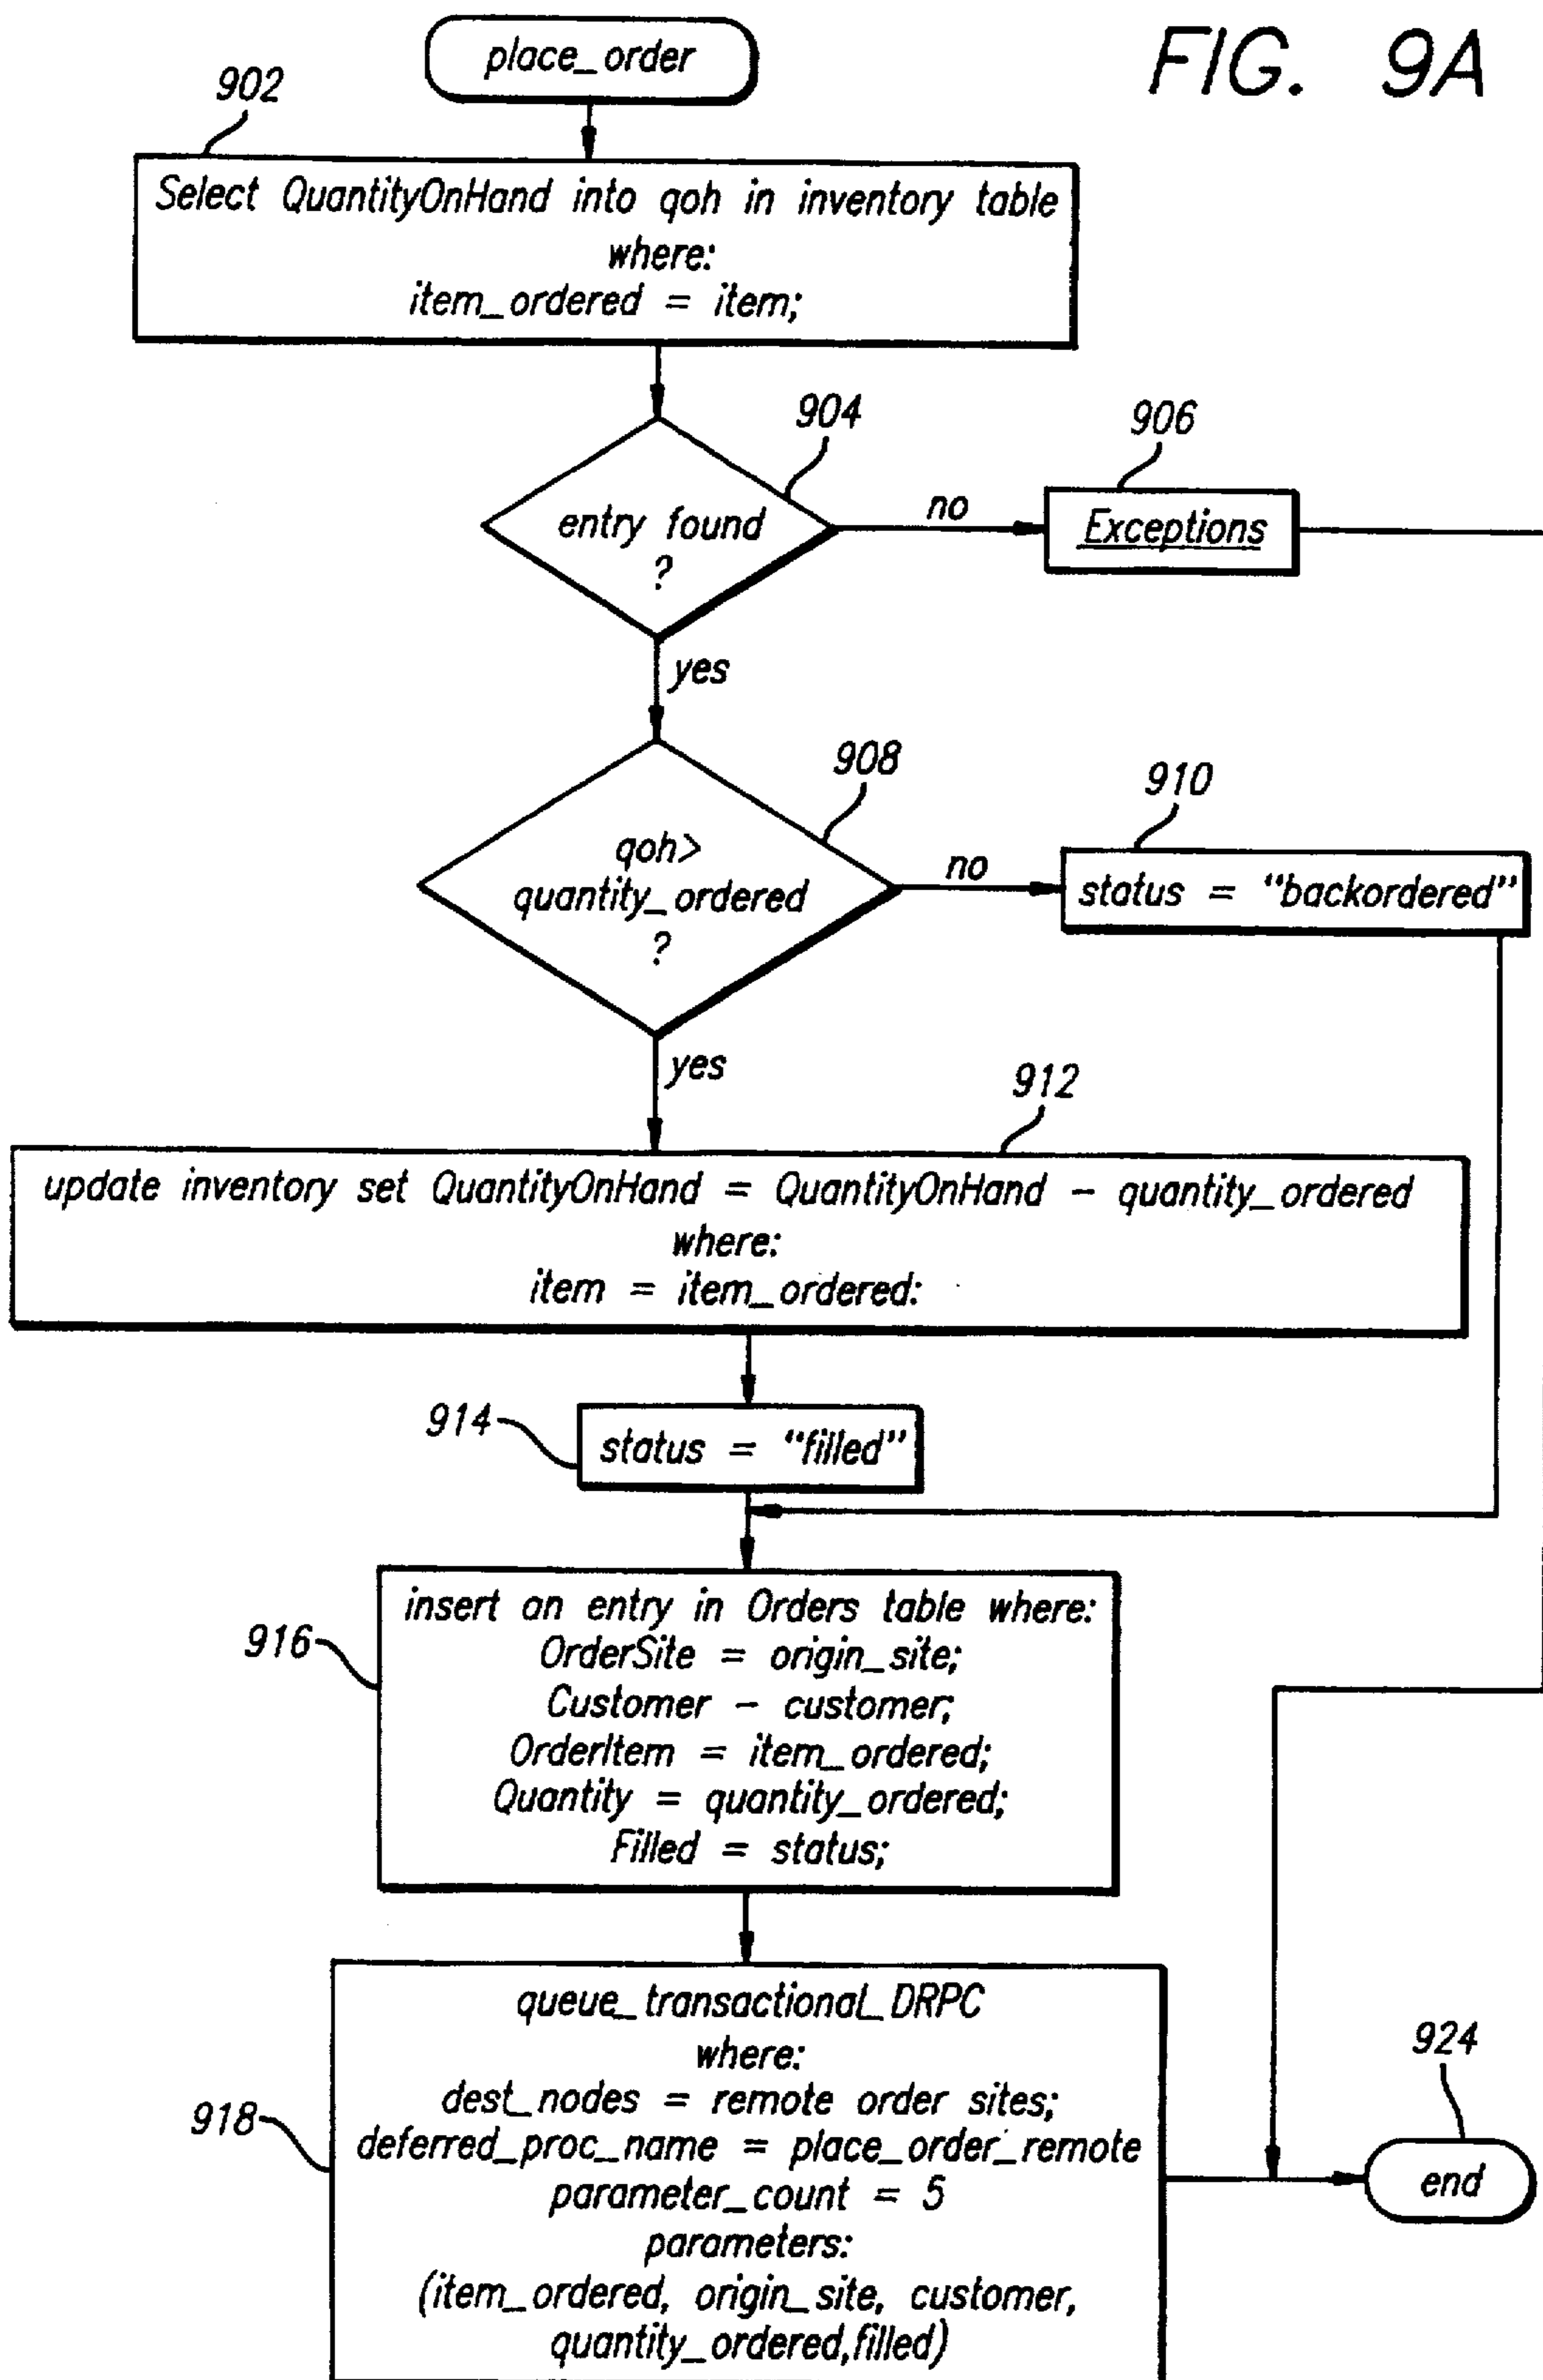 FIG. 9A
place_order
902
Select QuantityOnHand into qoh in inventory table
where:
item_ordered = item;
904
entry found
?
no
906
Exceptions
yes
908
qoh>
quantity_ordered
?
no
910
status = "backordered"
yes
912
update inventory set QuantityOnHand = QuantityOnHand - quantity_ordered
where:
item = item_ordered:
914
status = "filled"
916
insert an entry in Orders table where:
OrderSite = origin_site;
Customer - customer;
OrderItem = item_ordered;
Quantity = quantity_ordered;
Filled = status;
918
queue_transactional_DRPC
where:
dest_nodes = remote order sites;
deferred_proc_name = place_order_remote
parameter_count = 5
parameters:
(item_ordered, origin_site, customer,
quantity_ordered,filled)
924
end